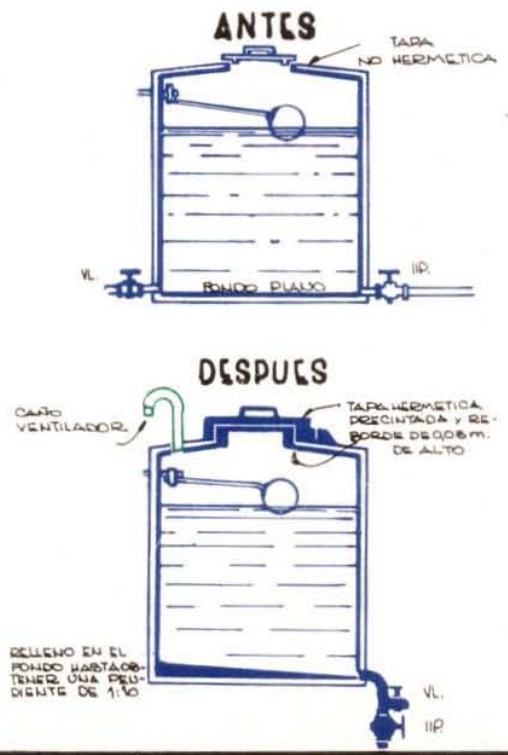 ANTES
TAPA
NO HERMETICA
VL.
FONDO PLANO
IIP.
DESPUES
CAÑO
VENTILADOR
TAPA HERMETICA
PRECINTADA Y RE-
BORDE DE 0,08 m.
DE ALTO
RELLENO EN EL
FONDO HASTA OB-
TENER UNA PEN-
DIENTE DE 1:10
VL.
IIP.